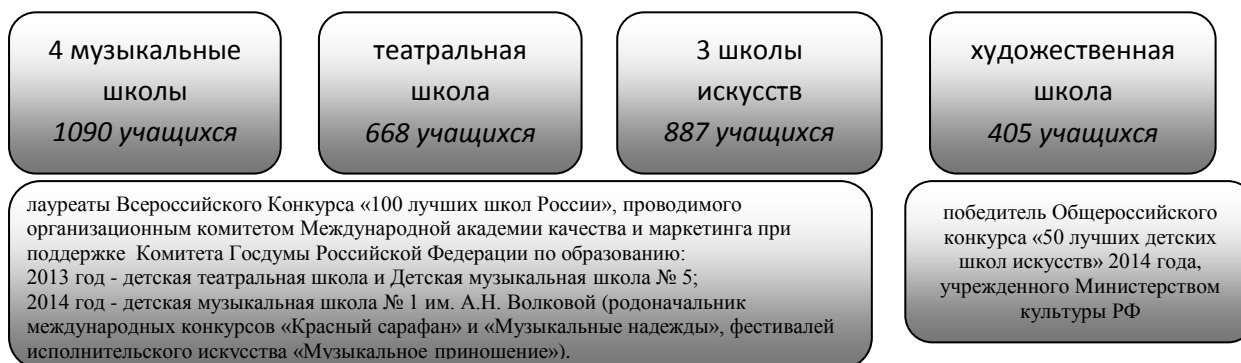 4 музыкальные
школы
1090 учащихся
театральная
школа
668 учащихся
3 школы
искусств
887 учащихся
художественная
школа
405 учащихся
лауреаты Всероссийского Конкурса «100 лучших школ России», проводимого
организационным комитетом Международной академии качества и маркетинга при
поддержке Комитета Госдумы Российской Федерации по образованию:
2013 год - детская театральная школа и Детская музыкальная школа № 5;
2014 год - детская музыкальная школа № 1 им. А.Н. Волковой (родоначальник
международных конкурсов «Красный сарафан» и «Музыкальные надежды», фестивалей
исполнительского искусства «Музыкальное приношение»).
победитель Общероссийского
конкурса «50 лучших детских
школ искусств» 2014 года,
учрежденного Министерством
культуры РФ